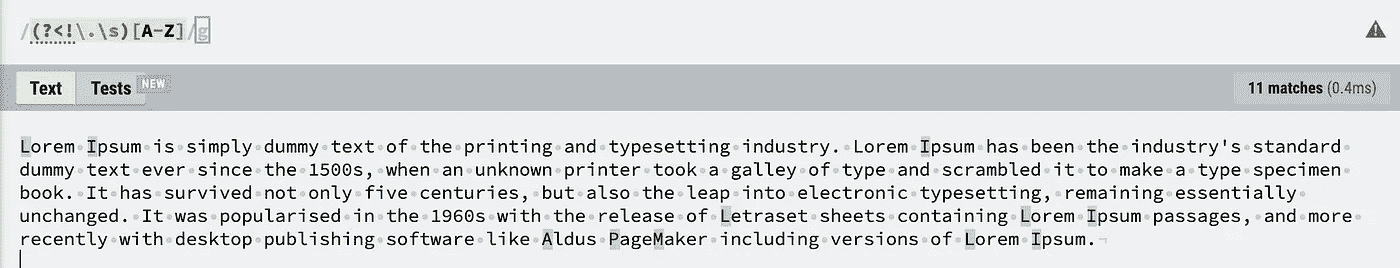 /(?<!\.\s)[A-Z]/g
Text Tests NEW 11 matches (0.4ms)
Lorem Ipsum is simply dummy text of the printing and typesetting industry. Lorem Ipsum has been the industry's standard
dummy text ever since the 1500s, when an unknown printer took a galley of type and scrambled it to make a type specimen
book. It has survived not only five centuries, but also the leap into electronic typesetting, remaining essentially
unchanged. It was popularised in the 1960s with the release of Letraset sheets containing Lorem Ipsum passages, and more
recently with desktop publishing software like Aldus PageMaker including versions of Lorem Ipsum.